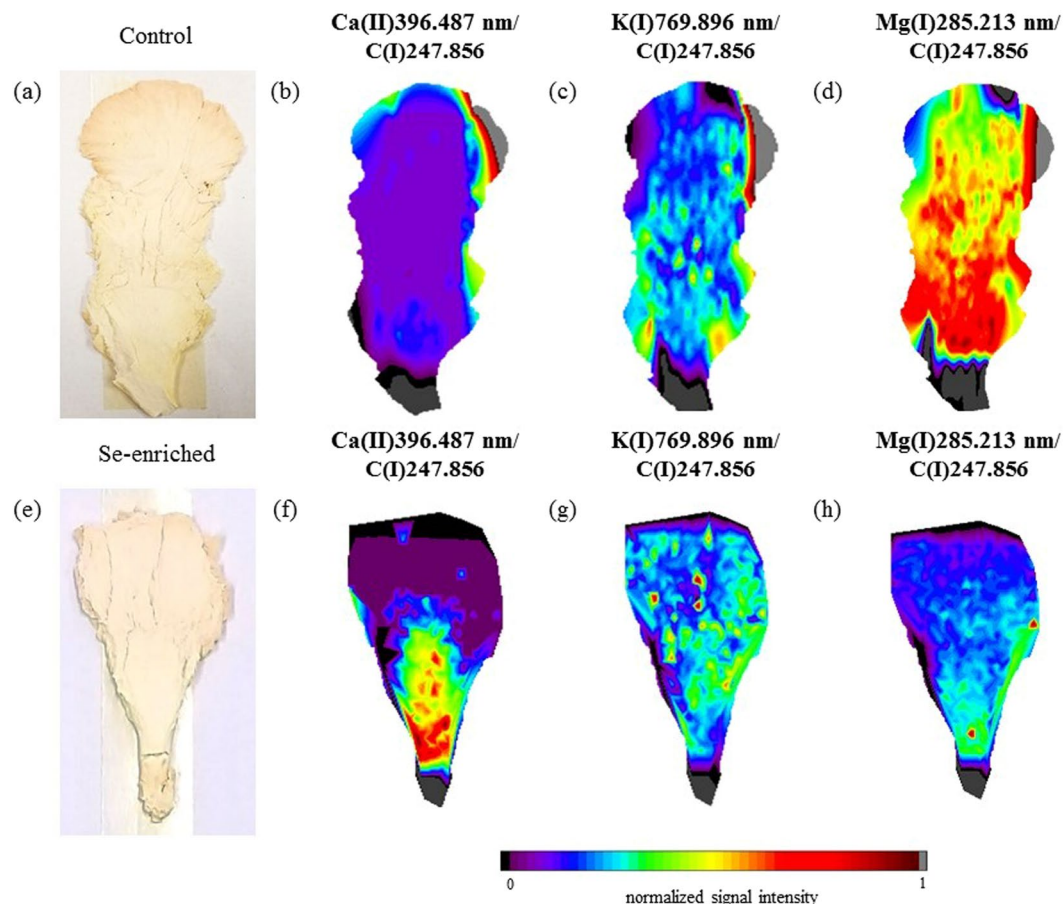 Control
Ca(II)396.487 nm/
C(I)247.856
K(I)769.896 nm/
C(I)247.856
Mg(I)285.213 nm/
C(I)247.856
(a)
(b)
(c)
(d)
Se-enriched
Ca(II)396.487 nm/
C(I)247.856
K(I)769.896 nm/
C(I)247.856
Mg(I)285.213 nm/
C(I)247.856
(e)
(f)
(g)
(h)
0
1
normalized signal intensity